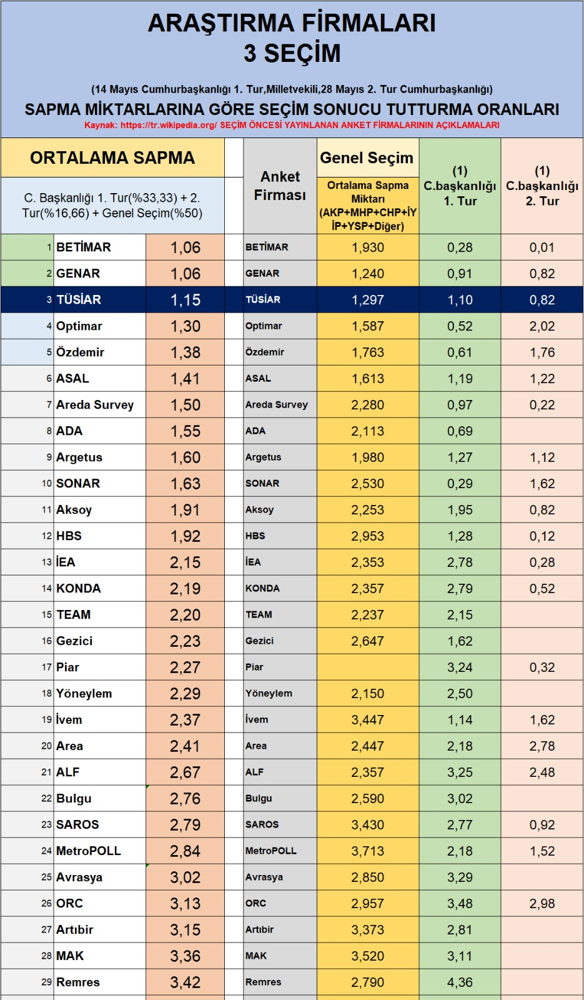 ARAŞTIRMA FİRMALARI
3 SEÇİM
(14 Mayıs Cumhurbaşkanlığı 1. Tur,Milletvekili,28 Mayıs 2. Tur Cumhurbaşkanlığı)
SAPMA MİKTARLARINA GÖRE SEÇİM SONUCU TUTTURMA ORANLARI
Kaynak: https://tr.wikipedia.org/ SEÇİM ÖNCESİ YAYINLANAN ANKET FİRMALARININ AÇIKLAMALARI
ORTALAMA SAPMA
C. Başkanlığı 1. Tur(%33,33) + 2.
Tur(%16,66) + Genel Seçim(%50)
Anket
Firması
Genel Seçim
Ortalama Sapma
Miktarı
(AKP+MHP+CHP+İY
İP+YSP+Diğer)
(1)
C.başkanlığı
1. Tur
(1)
C.başkanlığı
2. Tur
1 BETİMAR 1,06 BETİMAR 1,930 0,28 0,01
2 GENAR 1,06 GENAR 1,240 0,91 0,82
3 TÜSİAR 1,15 TÜSİAR 1,297 1,10 0,82
4 Optimar 1,30 Optimar 1,587 0,52 2,02
5 Özdemir 1,38 Özdemir 1,763 0,61 1,76
6 ASAL 1,41 ASAL 1,613 1,19 1,22
7 Areda Survey 1,50 Areda Survey 2,280 0,97 0,22
8 ADA 1,55 ADA 2,113 0,69
9 Argetus 1,60 Argetus 1,980 1,27 1,12
10 SONAR 1,63 SONAR 2,530 0,29 1,62
11 Aksoy 1,91 Aksoy 2,253 1,95 0,82
12 HBS 1,92 HBS 2,953 1,28 0,12
13 İEA 2,15 İEA 2,353 2,78 0,28
14 KONDA 2,19 KONDA 2,357 2,79 0,52
15 TEAM 2,20 TEAM 2,237 2,15
16 Gezici 2,23 Gezici 2,647 1,62
17 Piar 2,27 Piar 3,24 0,32
18 Yöneylem 2,29 Yöneylem 2,150 2,50
19 İvem 2,37 İvem 3,447 1,14 1,62
20 Area 2,41 Area 2,447 2,18 2,78
21 ALF 2,67 ALF 2,357 3,25 2,48
22 Bulgu 2,76 Bulgu 2,590 3,02
23 SAROS 2,79 SAROS 3,430 2,77 0,92
24 MetroPOLL 2,84 MetroPOLL 3,713 2,18 1,52
25 Avrasya 3,02 Avrasya 2,850 3,29
26 ORC 3,13 ORC 2,957 3,48 2,98
27 Artıbir 3,15 Artıbir 3,373 2,81
28 MAK 3,36 MAK 3,520 3,11
29 Remres 3,42 Remres 2,790 4,36